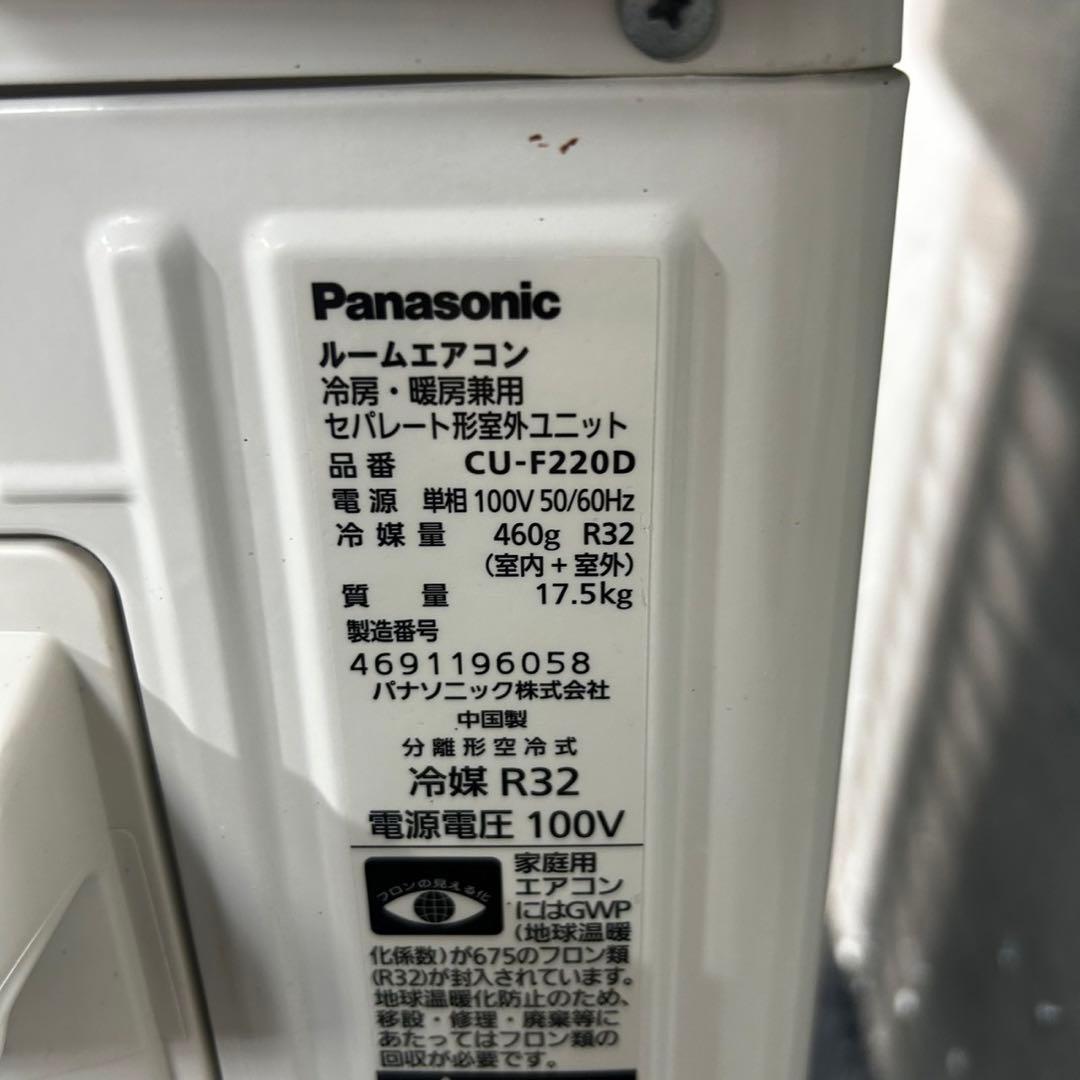 Panasonic
ルームエアコン
冷房・暖房兼用
セパレート形室外ユニット
品番 CU-F220D
電源 単相 100V 50/60Hz
冷媒量 460g R32
（室内＋室外）
質量 17.5kg
製造番号
4691196058
パナソニック株式会社
中国製
分離形空冷式
冷媒 R32
電源電圧 100V
フロンの見える化
家庭用
エアコン
にはGWP
(地球温暖
化係数)が675のフロン類
(R32)が封入されています。
地球温暖化防止のため、
移設・修理・廃棄等に
あたってはフロン類の
回収が必要です。